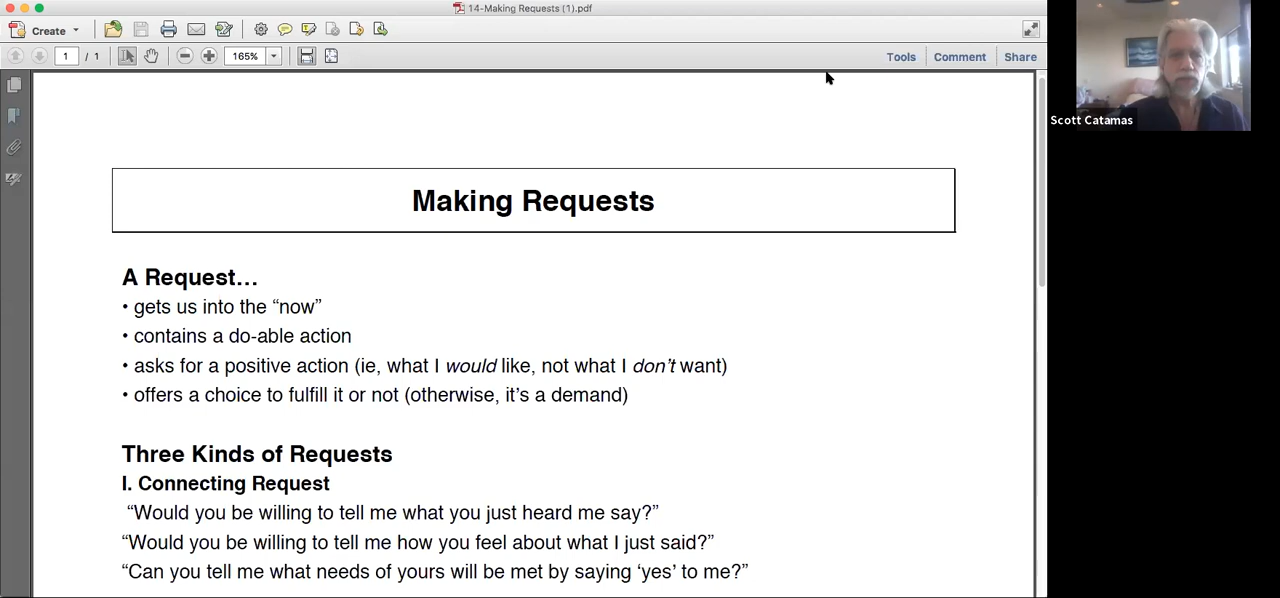 14-Making Requests (1).pdf
Create
1 / 1
165%
Tools
Comment
Share
Scott Catamas
Making Requests
A Request…
• gets us into the “now”
• contains a do-able action
• asks for a positive action (ie, what I would like, not what I don’t want)
• offers a choice to fulfill it or not (otherwise, it’s a demand)
Three Kinds of Requests
I. Connecting Request
“Would you be willing to tell me what you just heard me say?”
“Would you be willing to tell me how you feel about what I just said?”
“Can you tell me what needs of yours will be met by saying ‘yes’ to me?”